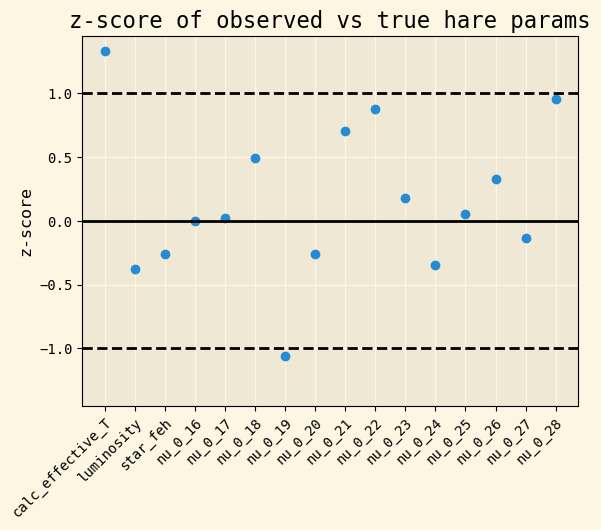 z-score of observed vs true hare params
z-score
1.0
0.5
0.0
−0.5
−1.0
calc_effective_T
luminosity
star_feh
nu_0_16
nu_0_17
nu_0_18
nu_0_19
nu_0_20
nu_0_21
nu_0_22
nu_0_23
nu_0_24
nu_0_25
nu_0_26
nu_0_27
nu_0_28